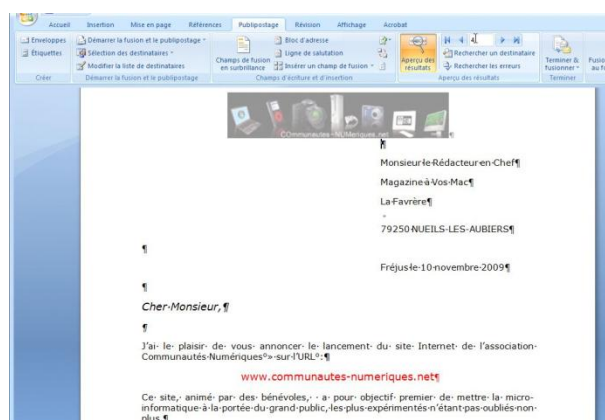 Accueil Insertion Mise en page Références Publipostage Révision Affichage Acrobat
Enveloppes
Étiquettes
Créer
Démarrer la fusion et le publipostage
Sélection des destinataires
Modifier la liste de destinataires
Démarrer la fusion et le publipostage
Champs de fusion en surbrillance
Bloc d'adresse
Ligne de salutation
Insérer un champ de fusion
Champs d'écriture et d'insertion
Aperçu des résultats
Rechercher un destinataire
Rechercher les erreurs
Aperçu des résultats
Terminer & fusionner
Terminer
COmmunautes-NUMeriques.net ¶
¶
Monsieur·le·Rédacteur·en·Chef¶
Magazine·à·Vos·Mac¶
La·Favrère¶
79250·NUEILS-LES-AUBIERS¶
¶
Fréjus·le·10·novembre·2009¶
¶
Cher·Monsieur,¶
¶
J'ai· le· plaisir· de· vous· annoncer· le· lancement· du· site· Internet· de· l'association·
Communautés·Numériques°»·sur·l'URL°:¶
www.communautes-numeriques.net¶
Ce· site,· animé· par· des· bénévoles,· · a· pour· objectif· premier· de· mettre· la· micro-
informatique·à·la·portée·du·grand·public,·les·plus·expérimentés·n'étant·pas·oubliés·non·
plus.¶